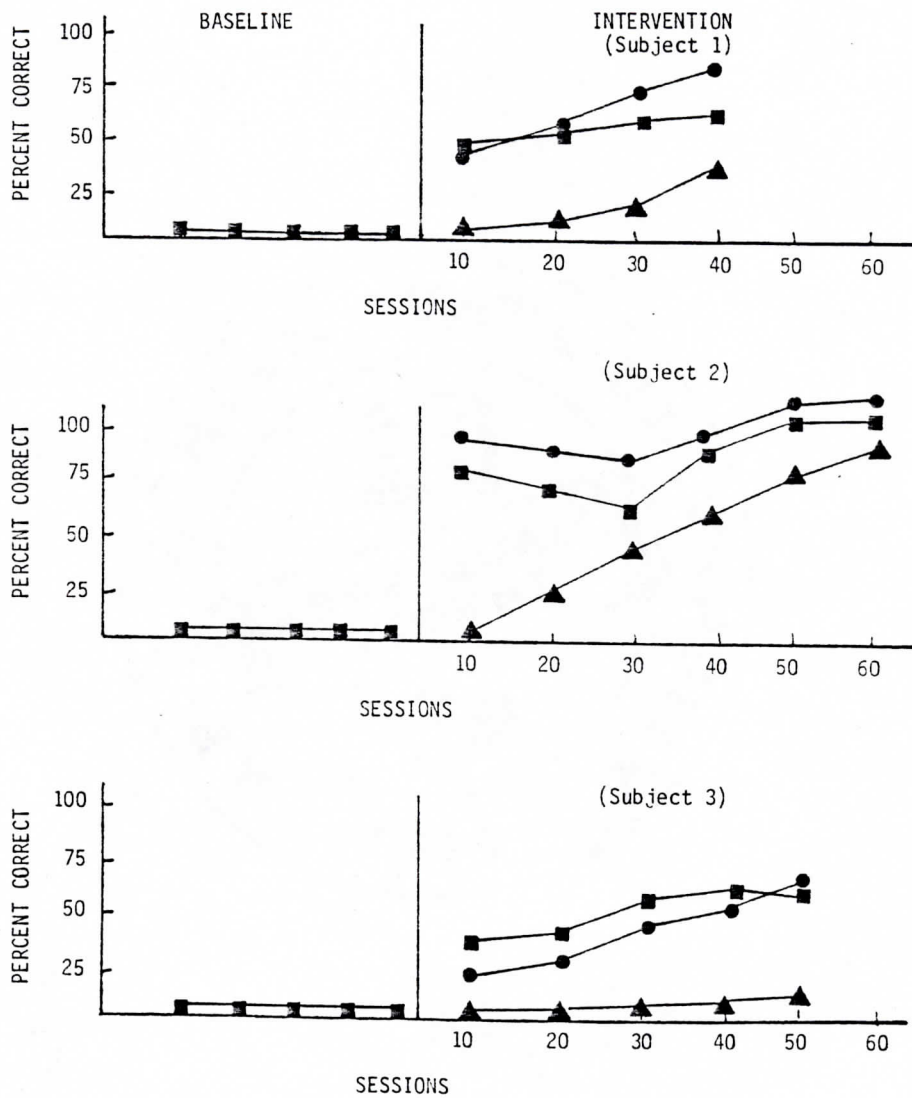 BASELINE INTERVENTION
(Subject 1)
PERCENT CORRECT
100
75
50
25
10 20 30 40 50 60
SESSIONS
(Subject 2)
PERCENT CORRECT
100
75
50
25
10 20 30 40 50 60
SESSIONS
(Subject 3)
PERCENT CORRECT
100
75
50
25
10 20 30 40 50 60
SESSIONS